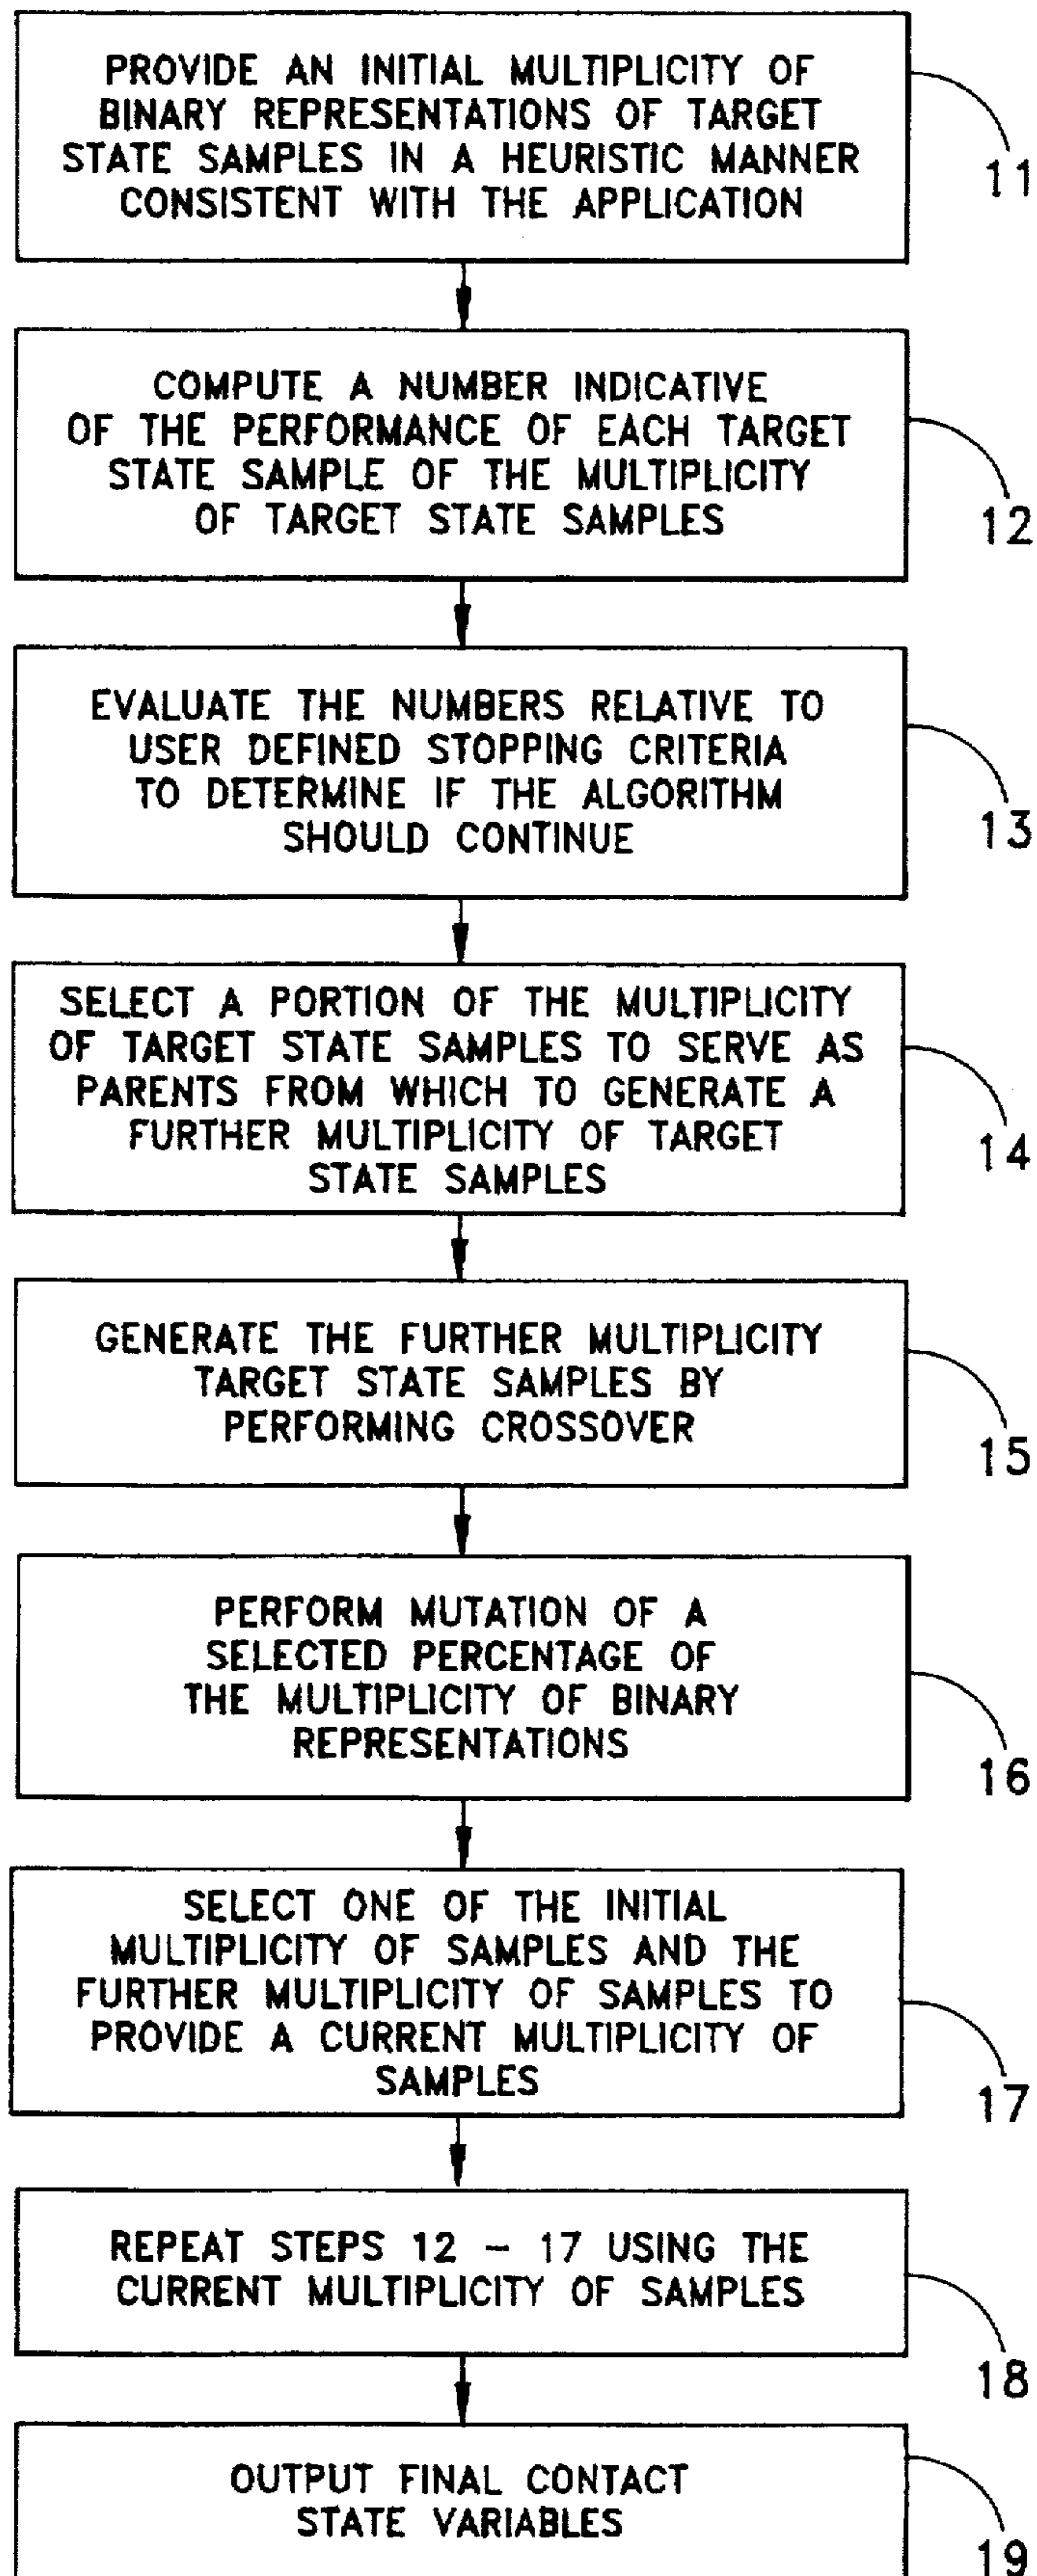 PROVIDE AN INITIAL MULTIPLICITY OF
BINARY REPRESENTATIONS OF TARGET
STATE SAMPLES IN A HEURISTIC MANNER
CONSISTENT WITH THE APPLICATION
11
COMPUTE A NUMBER INDICATIVE
OF THE PERFORMANCE OF EACH TARGET
STATE SAMPLE OF THE MULTIPLICITY
OF TARGET STATE SAMPLES
12
EVALUATE THE NUMBERS RELATIVE TO
USER DEFINED STOPPING CRITERIA
TO DETERMINE IF THE ALGORITHM
SHOULD CONTINUE
13
SELECT A PORTION OF THE MULTIPLICITY
OF TARGET STATE SAMPLES TO SERVE AS
PARENTS FROM WHICH TO GENERATE A
FURTHER MULTIPLICITY OF TARGET
STATE SAMPLES
14
GENERATE THE FURTHER MULTIPLICITY
TARGET STATE SAMPLES BY
PERFORMING CROSSOVER
15
PERFORM MUTATION OF A
SELECTED PERCENTAGE OF
THE MULTIPLICITY OF BINARY
REPRESENTATIONS
16
SELECT ONE OF THE INITIAL
MULTIPLICITY OF SAMPLES AND THE
FURTHER MULTIPLICITY OF SAMPLES TO
PROVIDE A CURRENT MULTIPLICITY OF
SAMPLES
17
REPEAT STEPS 12 – 17 USING THE
CURRENT MULTIPLICITY OF SAMPLES
18
OUTPUT FINAL CONTACT
STATE VARIABLES
19